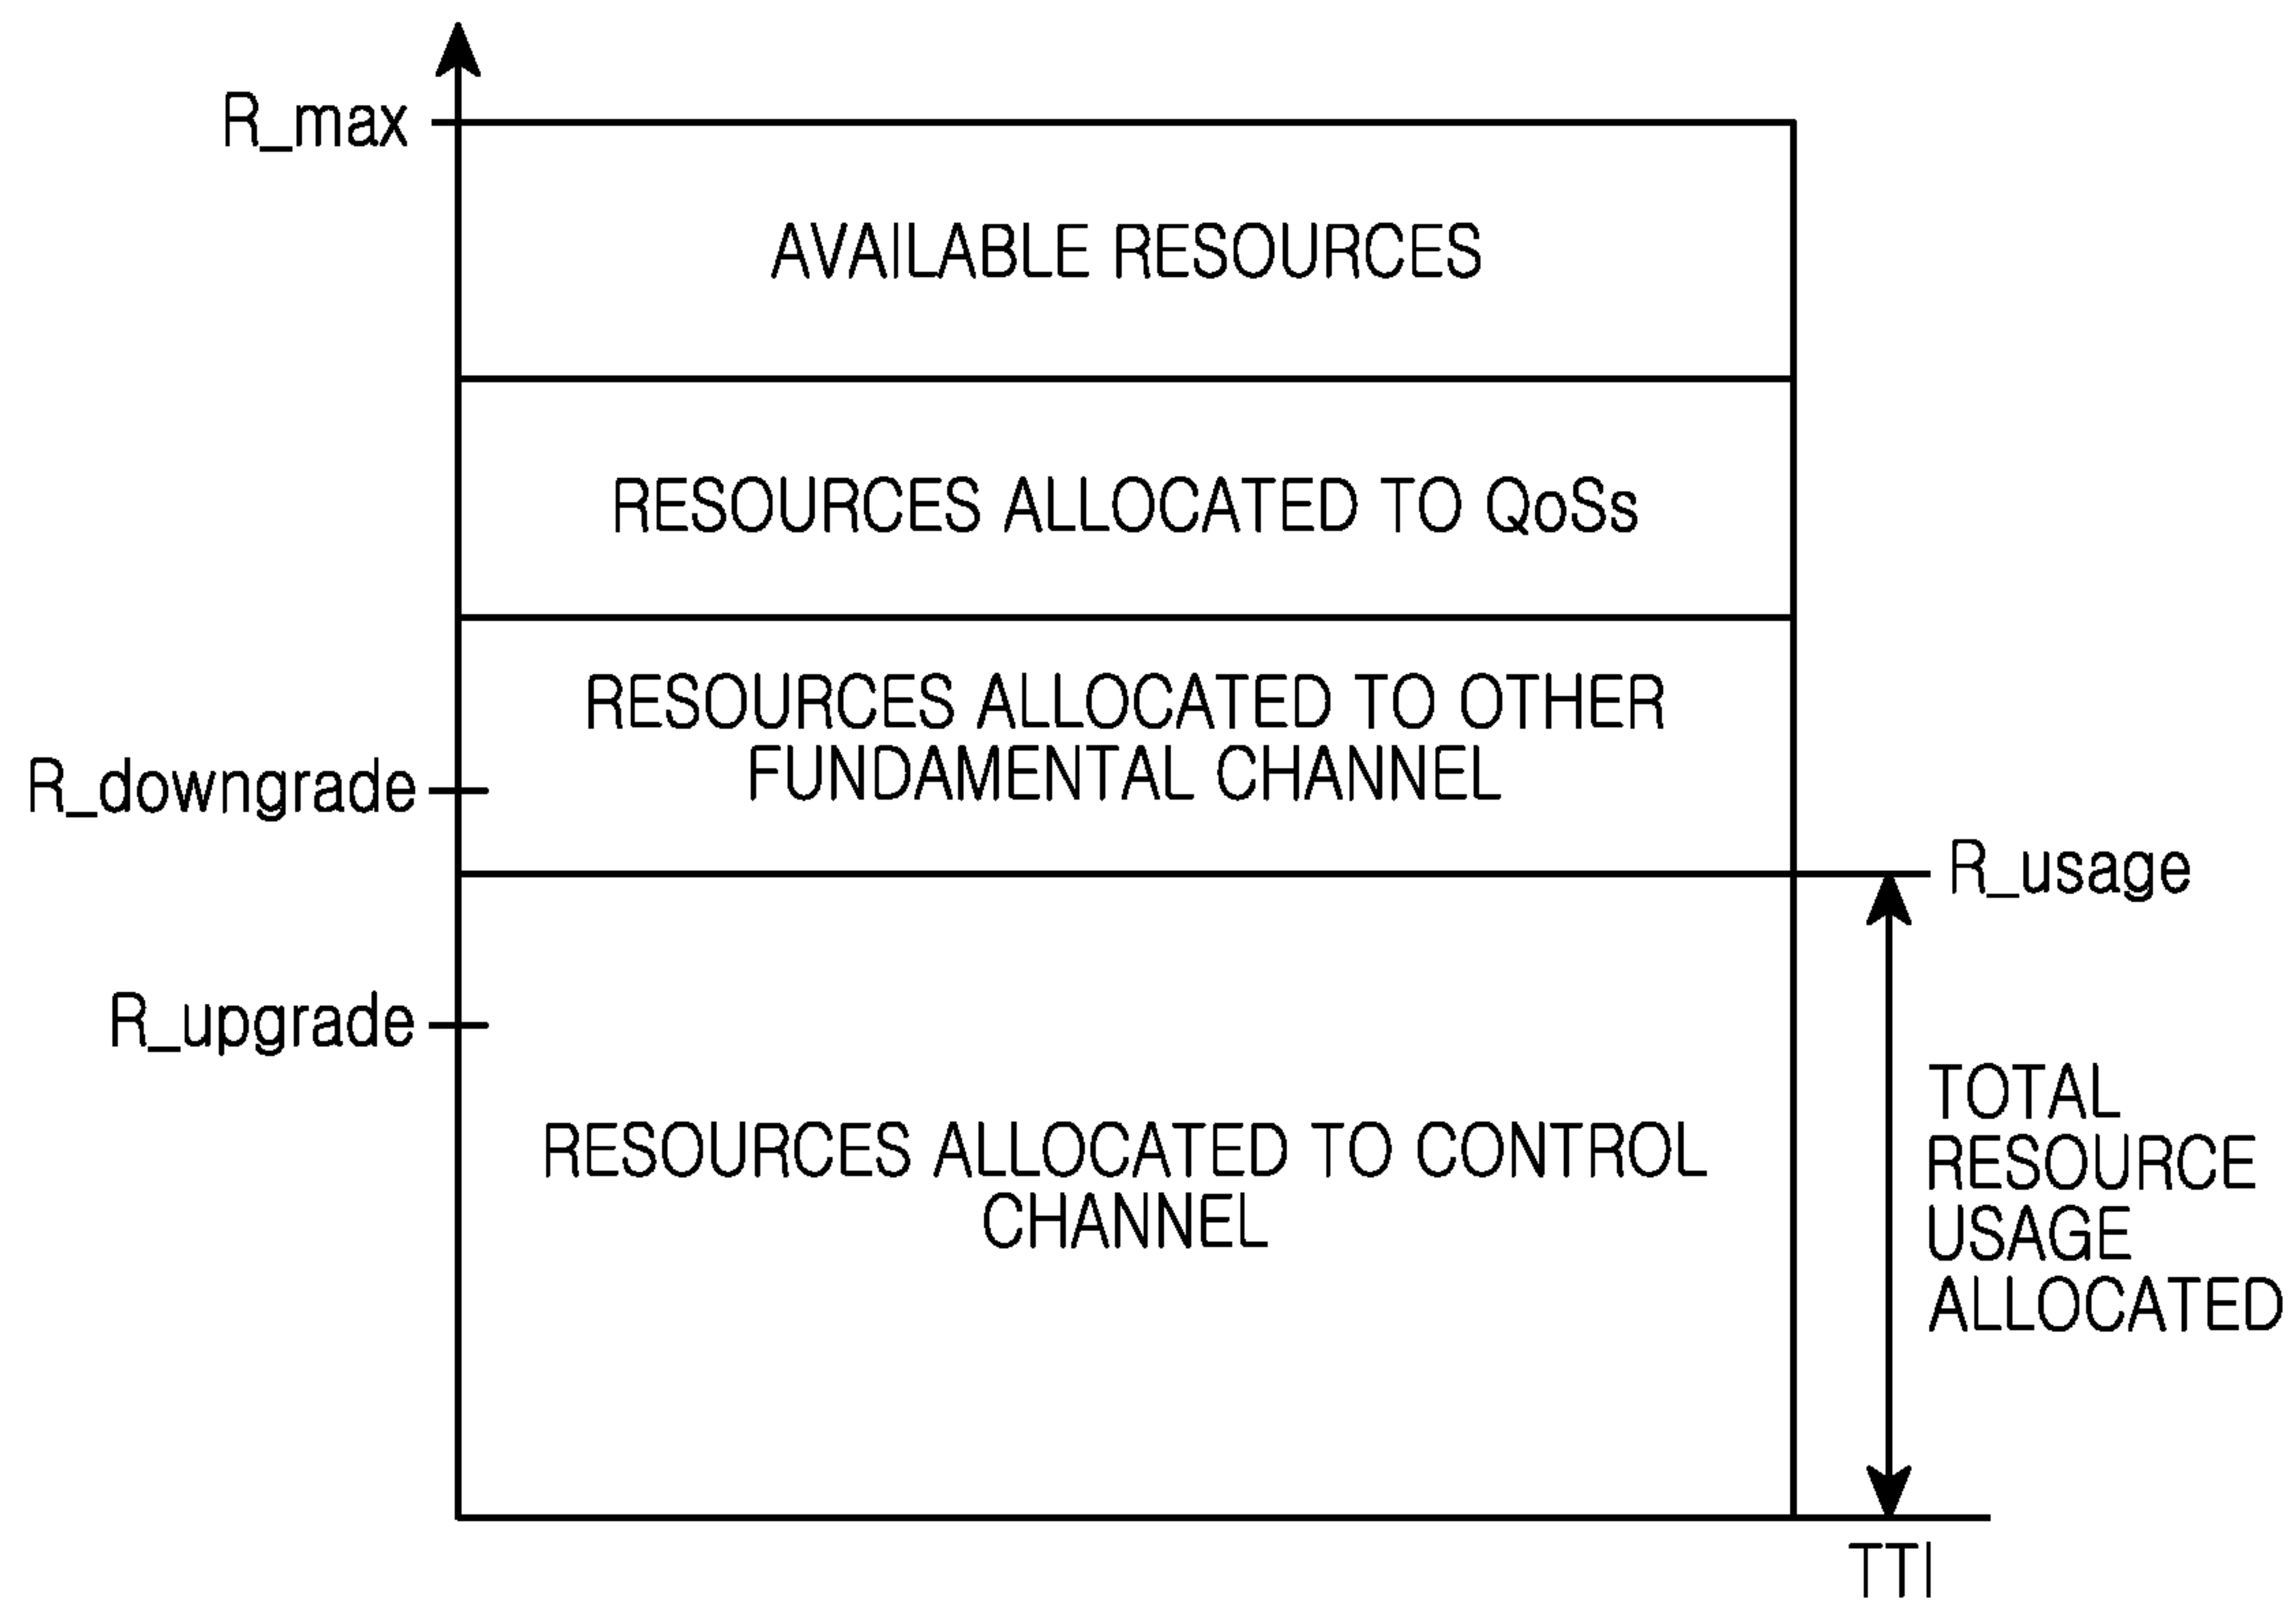 R_max
AVAILABLE RESOURCES
RESOURCES ALLOCATED TO QoSs
RESOURCES ALLOCATED TO OTHER
FUNDAMENTAL CHANNEL
R_downgrade
R_usage
R_upgrade
RESOURCES ALLOCATED TO CONTROL
CHANNEL
TOTAL
RESOURCE
USAGE
ALLOCATED
TTI